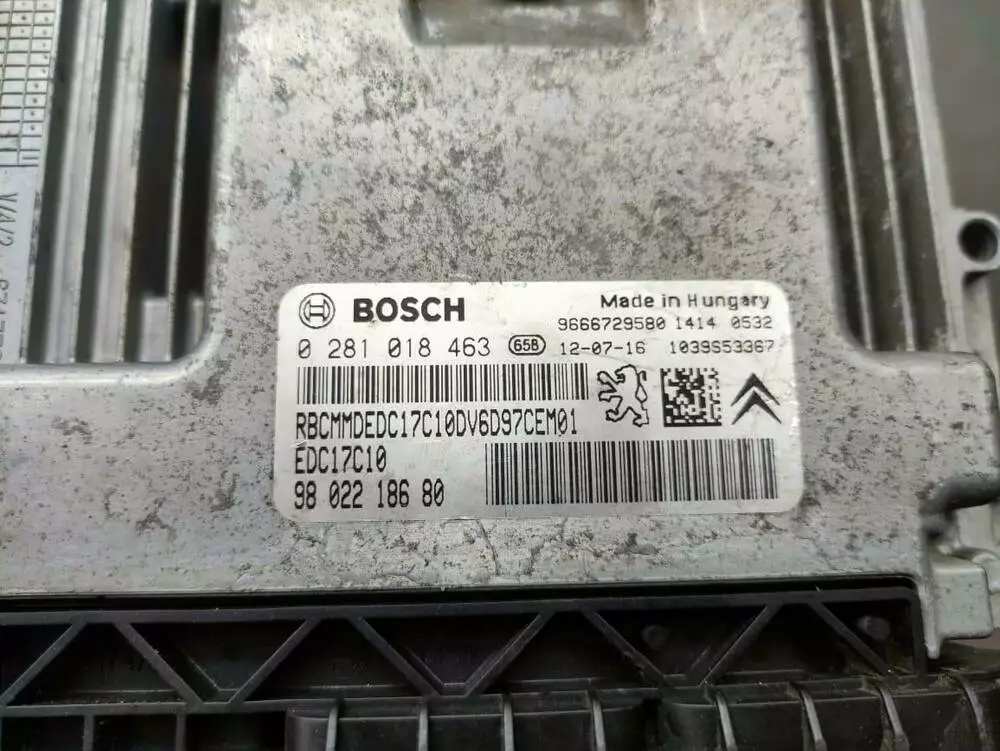 BOSCH
Made in Hungary
9666729580 1414 0532
0 281 018 463 658 12-07-16 1039S53367
RBCMMDEDC17C10DV6D97CEM01
EDC17C10
98 022 186 80